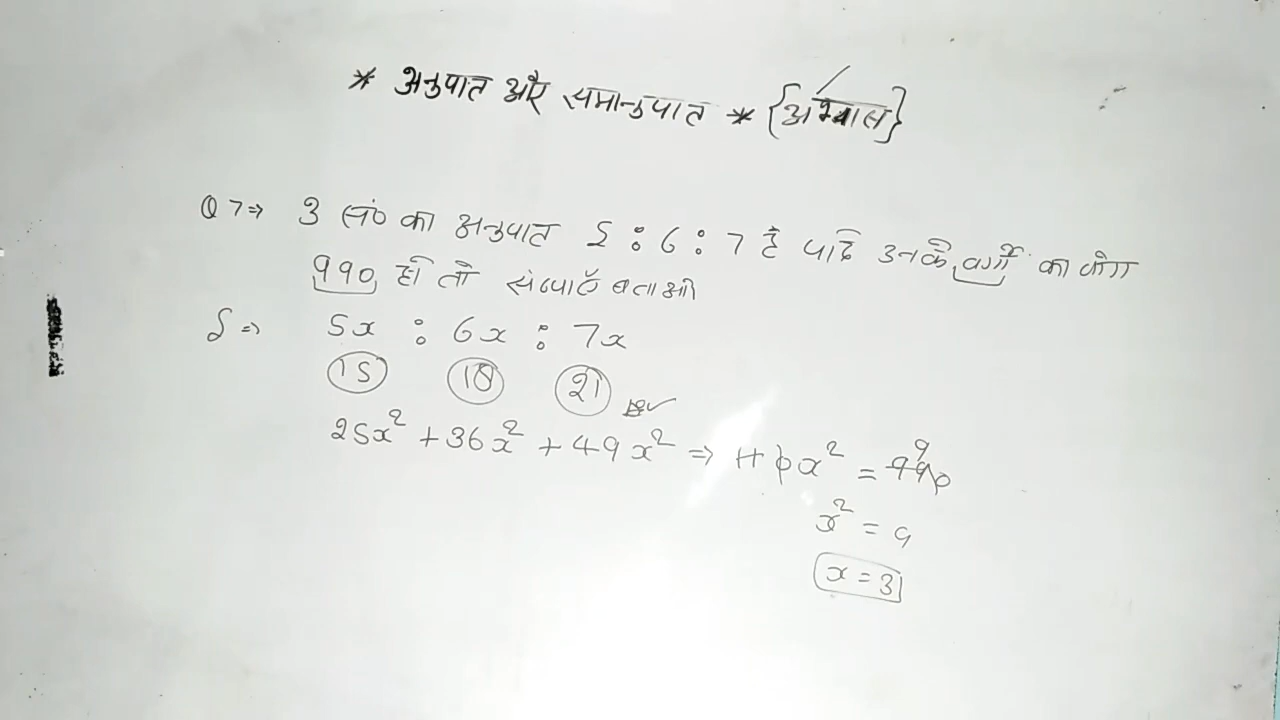 * अनुपात और समानुपात * {अभ्यास}
Q 7⇒ 3 सं० का अनुपात 5 : 6 : 7 है यदि उनके वर्गों का योग
990 हो तो संख्याएँ बताओ
S ⇒ 5x : 6x : 7x
15 18 21
25x² + 36x² + 49x² ⇒ 110x² = 990 9
x² = 9
x = 3